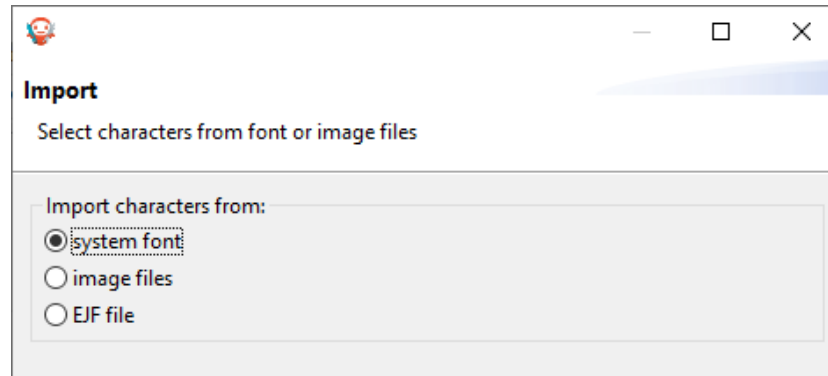 Import
Select characters from font or image files
Import characters from:
system font
image files
EJF file